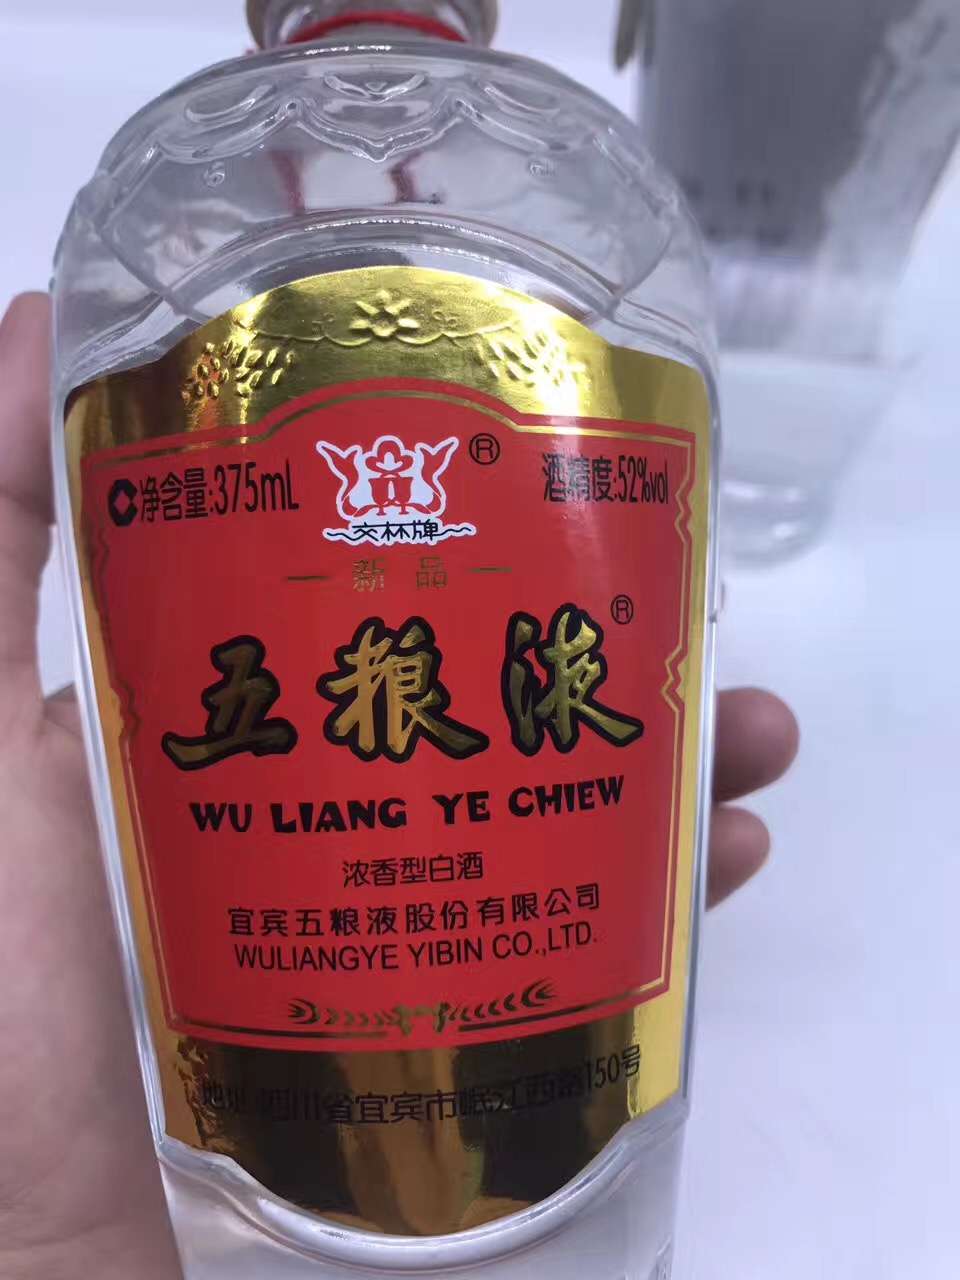 净含量:375mL
®
酒精度:52%vol
交杯牌
新品
五粮液®
WU LIANG YE CHIEW
浓香型白酒
宜宾五粮液股份有限公司
WULIANGYE YIBIN CO.,LTD.
地址:四川省宜宾市岷江西路150号